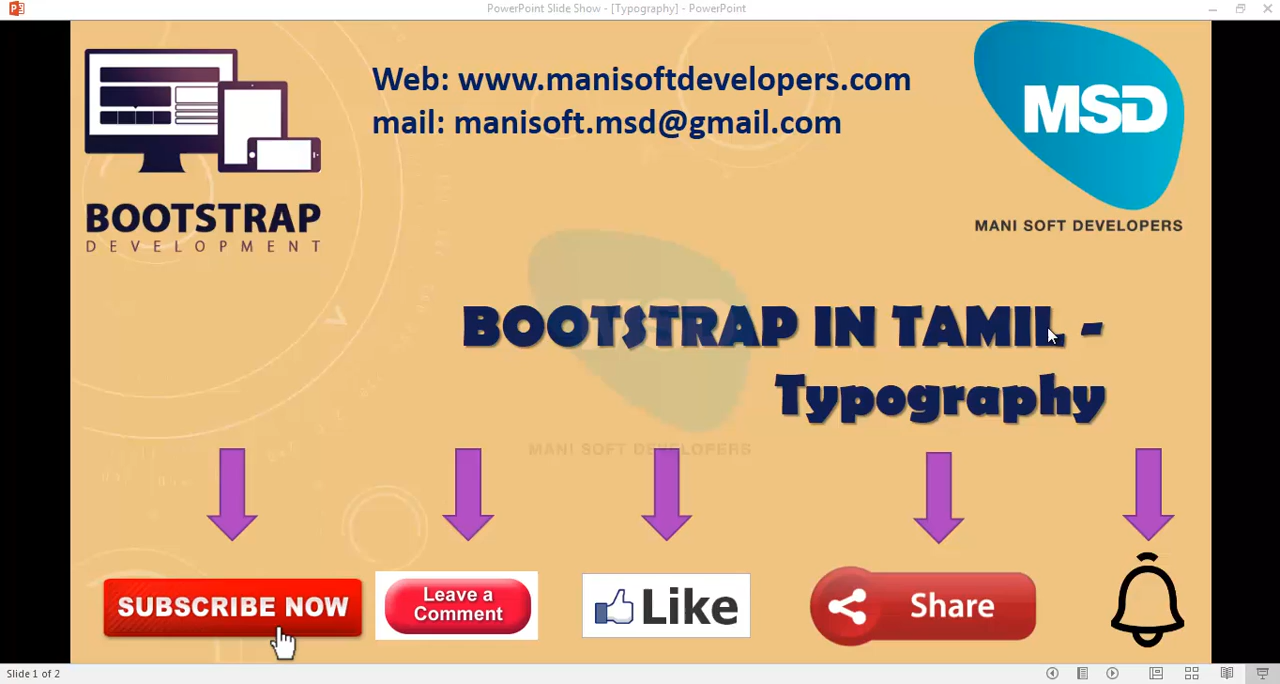 PowerPoint Slide Show - [Typography] - PowerPoint
Web: www.manisoftdevelopers.com
mail: manisoft.msd@gmail.com
MSD
MANI SOFT DEVELOPERS
BOOTSTRAP
DEVELOPMENT
BOOTSTRAP IN TAMIL -
Typography
MSD
MANI SOFT DEVELOPERS
SUBSCRIBE NOW
Leave a
Comment
Like
Share
Slide 1 of 2